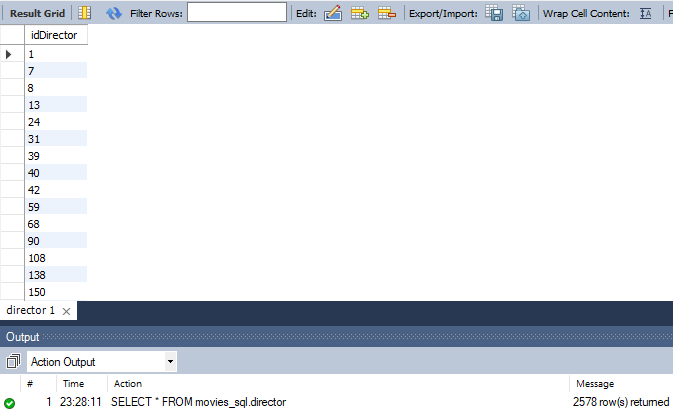 Result Grid Filter Rows: Edit: Export/Import: Wrap Cell Content: IA F
idDirector
1
7
8
13
24
31
39
40
42
59
68
90
108
138
150
director 1 ×
Output
Action Output
# Time Action Message
1 23:28:11 SELECT * FROM movies_sql.director 2578 row(s) returned